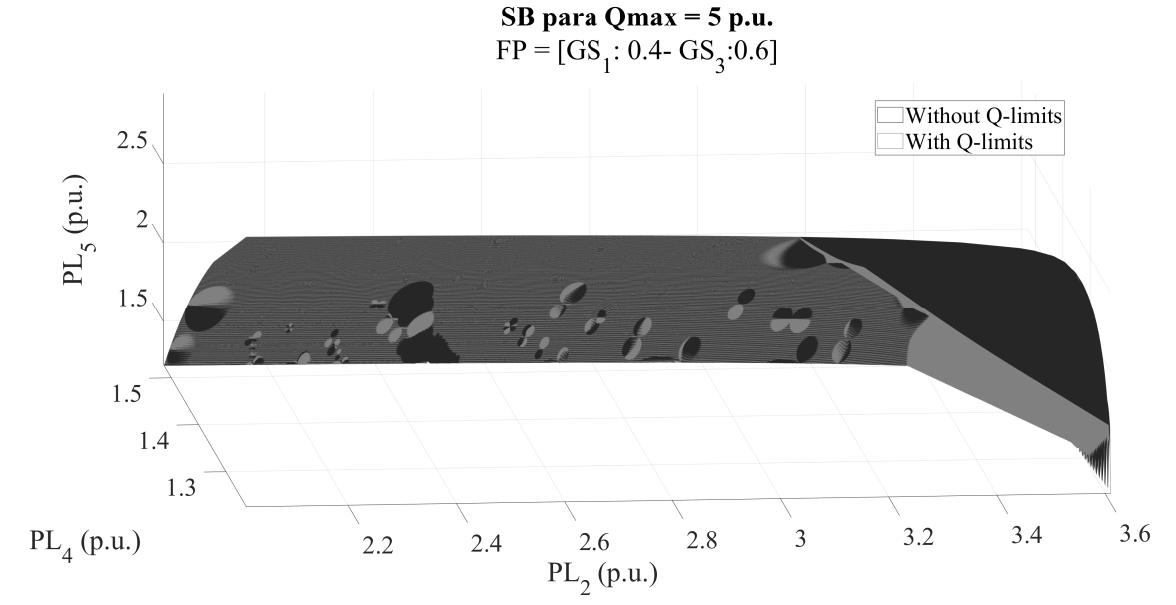 SB para Qmax = 5 p.u.
FP = [GS1: 0.4- GS3:0.6]
Without Q-limits
With Q-limits
2.5
2
1.5
PL5 (p.u.)
1.5
1.4
1.3
PL4 (p.u.)
2.2
2.4
2.6
2.8
3
3.2
3.4
3.6
PL2 (p.u.)